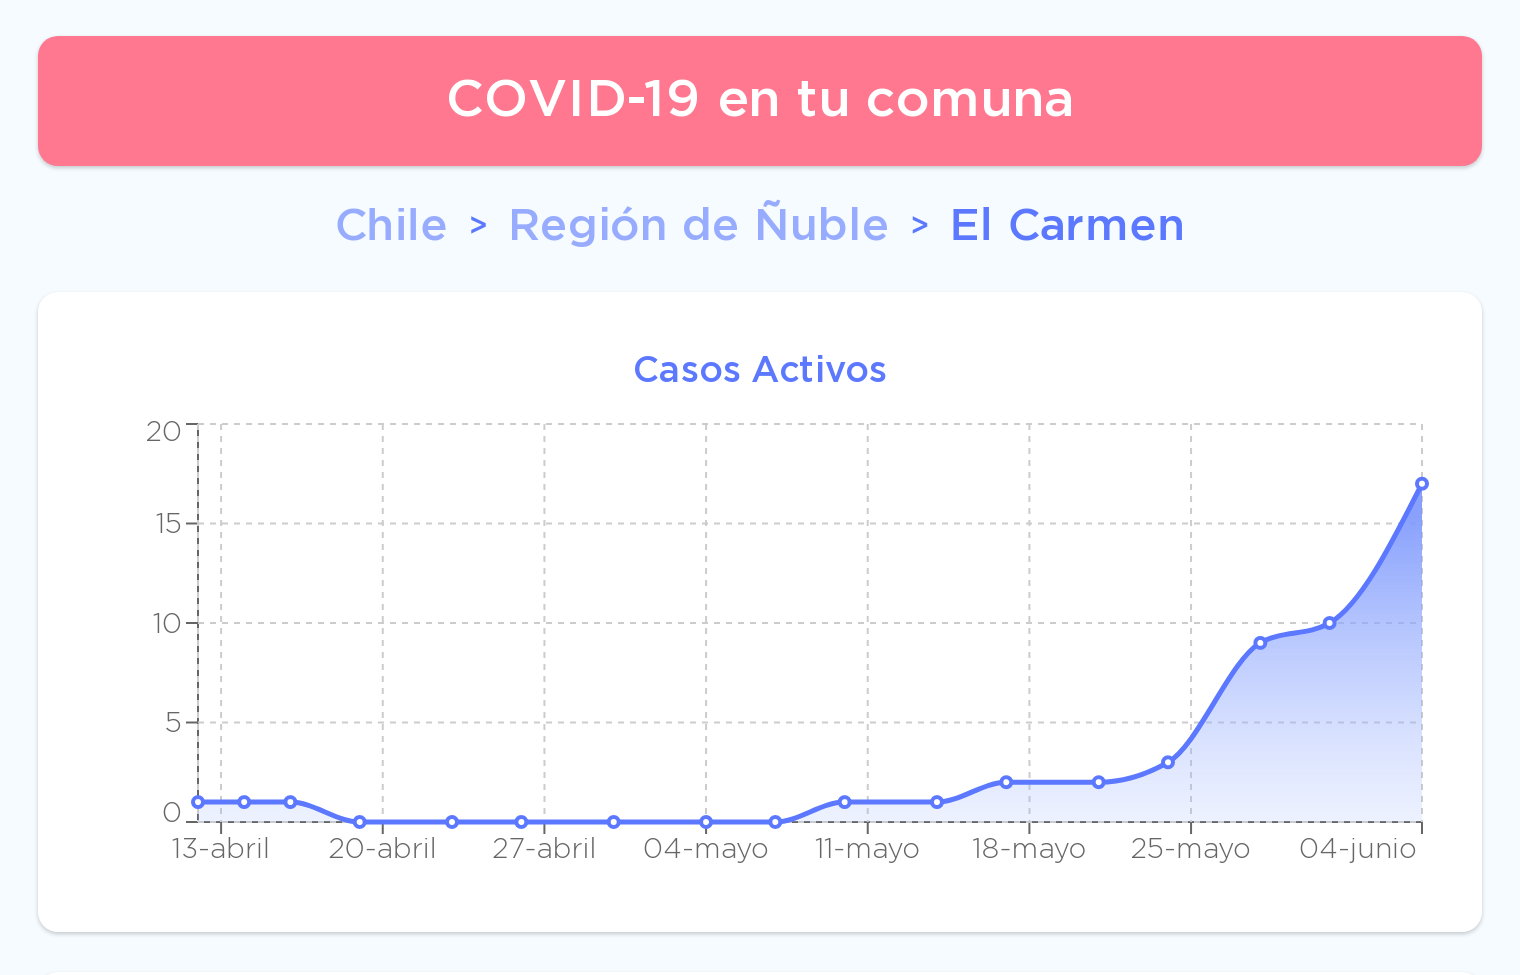 COVID-19 en tu comuna
Chile > Región de Ñuble > El Carmen
Casos Activos
20
15
10
5
0
13-abril 20-abril 27-abril 04-mayo 11-mayo 18-mayo 25-mayo 04-junio